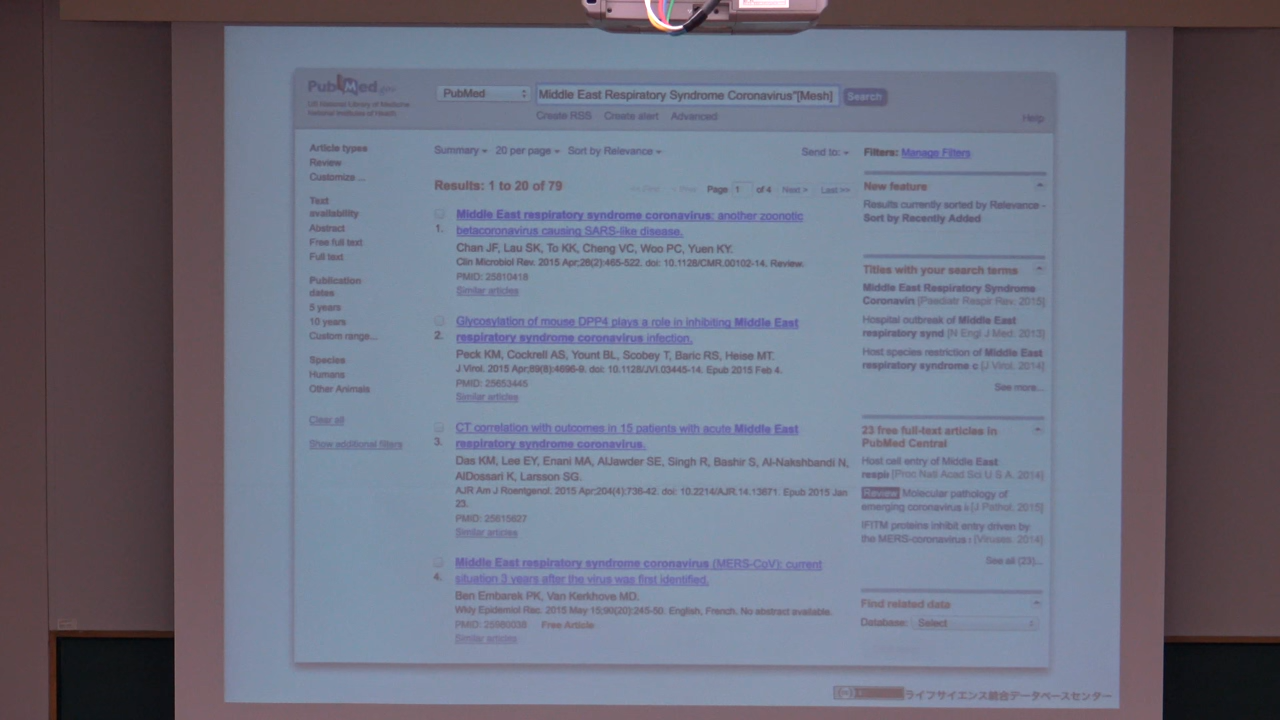 PubMed.gov
US National Library of Medicine
National Institutes of Health
PubMed
Middle East Respiratory Syndrome Coronavirus"[Mesh]
Search
Create RSS Create alert Advanced
Help
Article types
Review
Customize ...
Text
availability
Abstract
Free full text
Full text
Publication
dates
5 years
10 years
Custom range...
Species
Humans
Other Animals
Clear all
Show additional filters
Summary 20 per page Sort by Relevance
Send to:
Results: 1 to 20 of 79
<< First < Prev Page 1 of 4 Next > Last >>
1. Middle East respiratory syndrome coronavirus: another zoonotic
betacoronavirus causing SARS-like disease.
Chan JF, Lau SK, To KK, Cheng VC, Woo PC, Yuen KY.
Clin Microbiol Rev. 2015 Apr;28(2):465-522. doi: 10.1128/CMR.00102-14. Review.
PMID: 25810418
Similar articles
2. Glycosylation of mouse DPP4 plays a role in inhibiting Middle East
respiratory syndrome coronavirus infection.
Peck KM, Cockrell AS, Yount BL, Scobey T, Baric RS, Heise MT.
J Virol. 2015 Apr;89(8):4696-9. doi: 10.1128/JVI.03445-14. Epub 2015 Feb 4.
PMID: 25653445
Similar articles
3. CT correlation with outcomes in 15 patients with acute Middle East
respiratory syndrome coronavirus.
Das KM, Lee EY, Enani MA, AlJawder SE, Singh R, Bashir S, Al-Nakshbandi N,
AlDossari K, Larsson SG.
AJR Am J Roentgenol. 2015 Apr;204(4):736-42. doi: 10.2214/AJR.14.13671. Epub 2015 Jan
23.
PMID: 25615627
Similar articles
4. Middle East respiratory syndrome coronavirus (MERS-CoV): current
situation 3 years after the virus was first identified.
Ben Embarek PK, Van Kerkhove MD.
Wkly Epidemiol Rec. 2015 May 15;90(20):245-50. English, French. No abstract available.
PMID: 25980038 Free Article
Similar articles
Filters: Manage Filters
New feature
Results currently sorted by Relevance -
Sort by Recently Added
Titles with your search terms
Middle East Respiratory Syndrome
Coronavirin [Paediatr Respir Rev. 2015]
Hospital outbreak of Middle East
respiratory synd [N Engl J Med. 2013]
Host species restriction of Middle East
respiratory syndrome c [J Virol. 2014]
See more...
23 free full-text articles in
PubMed Central
Host cell entry of Middle East
respir [Proc Natl Acad Sci U S A. 2014]
Review Molecular pathology of
emerging coronavirus i [J Pathol. 2015]
IFITM proteins inhibit entry driven by
the MERS-coronavirus : [Viruses. 2014]
See all (23)...
Find related data
Database: Select
ライフサイエンス統合データベースセンター